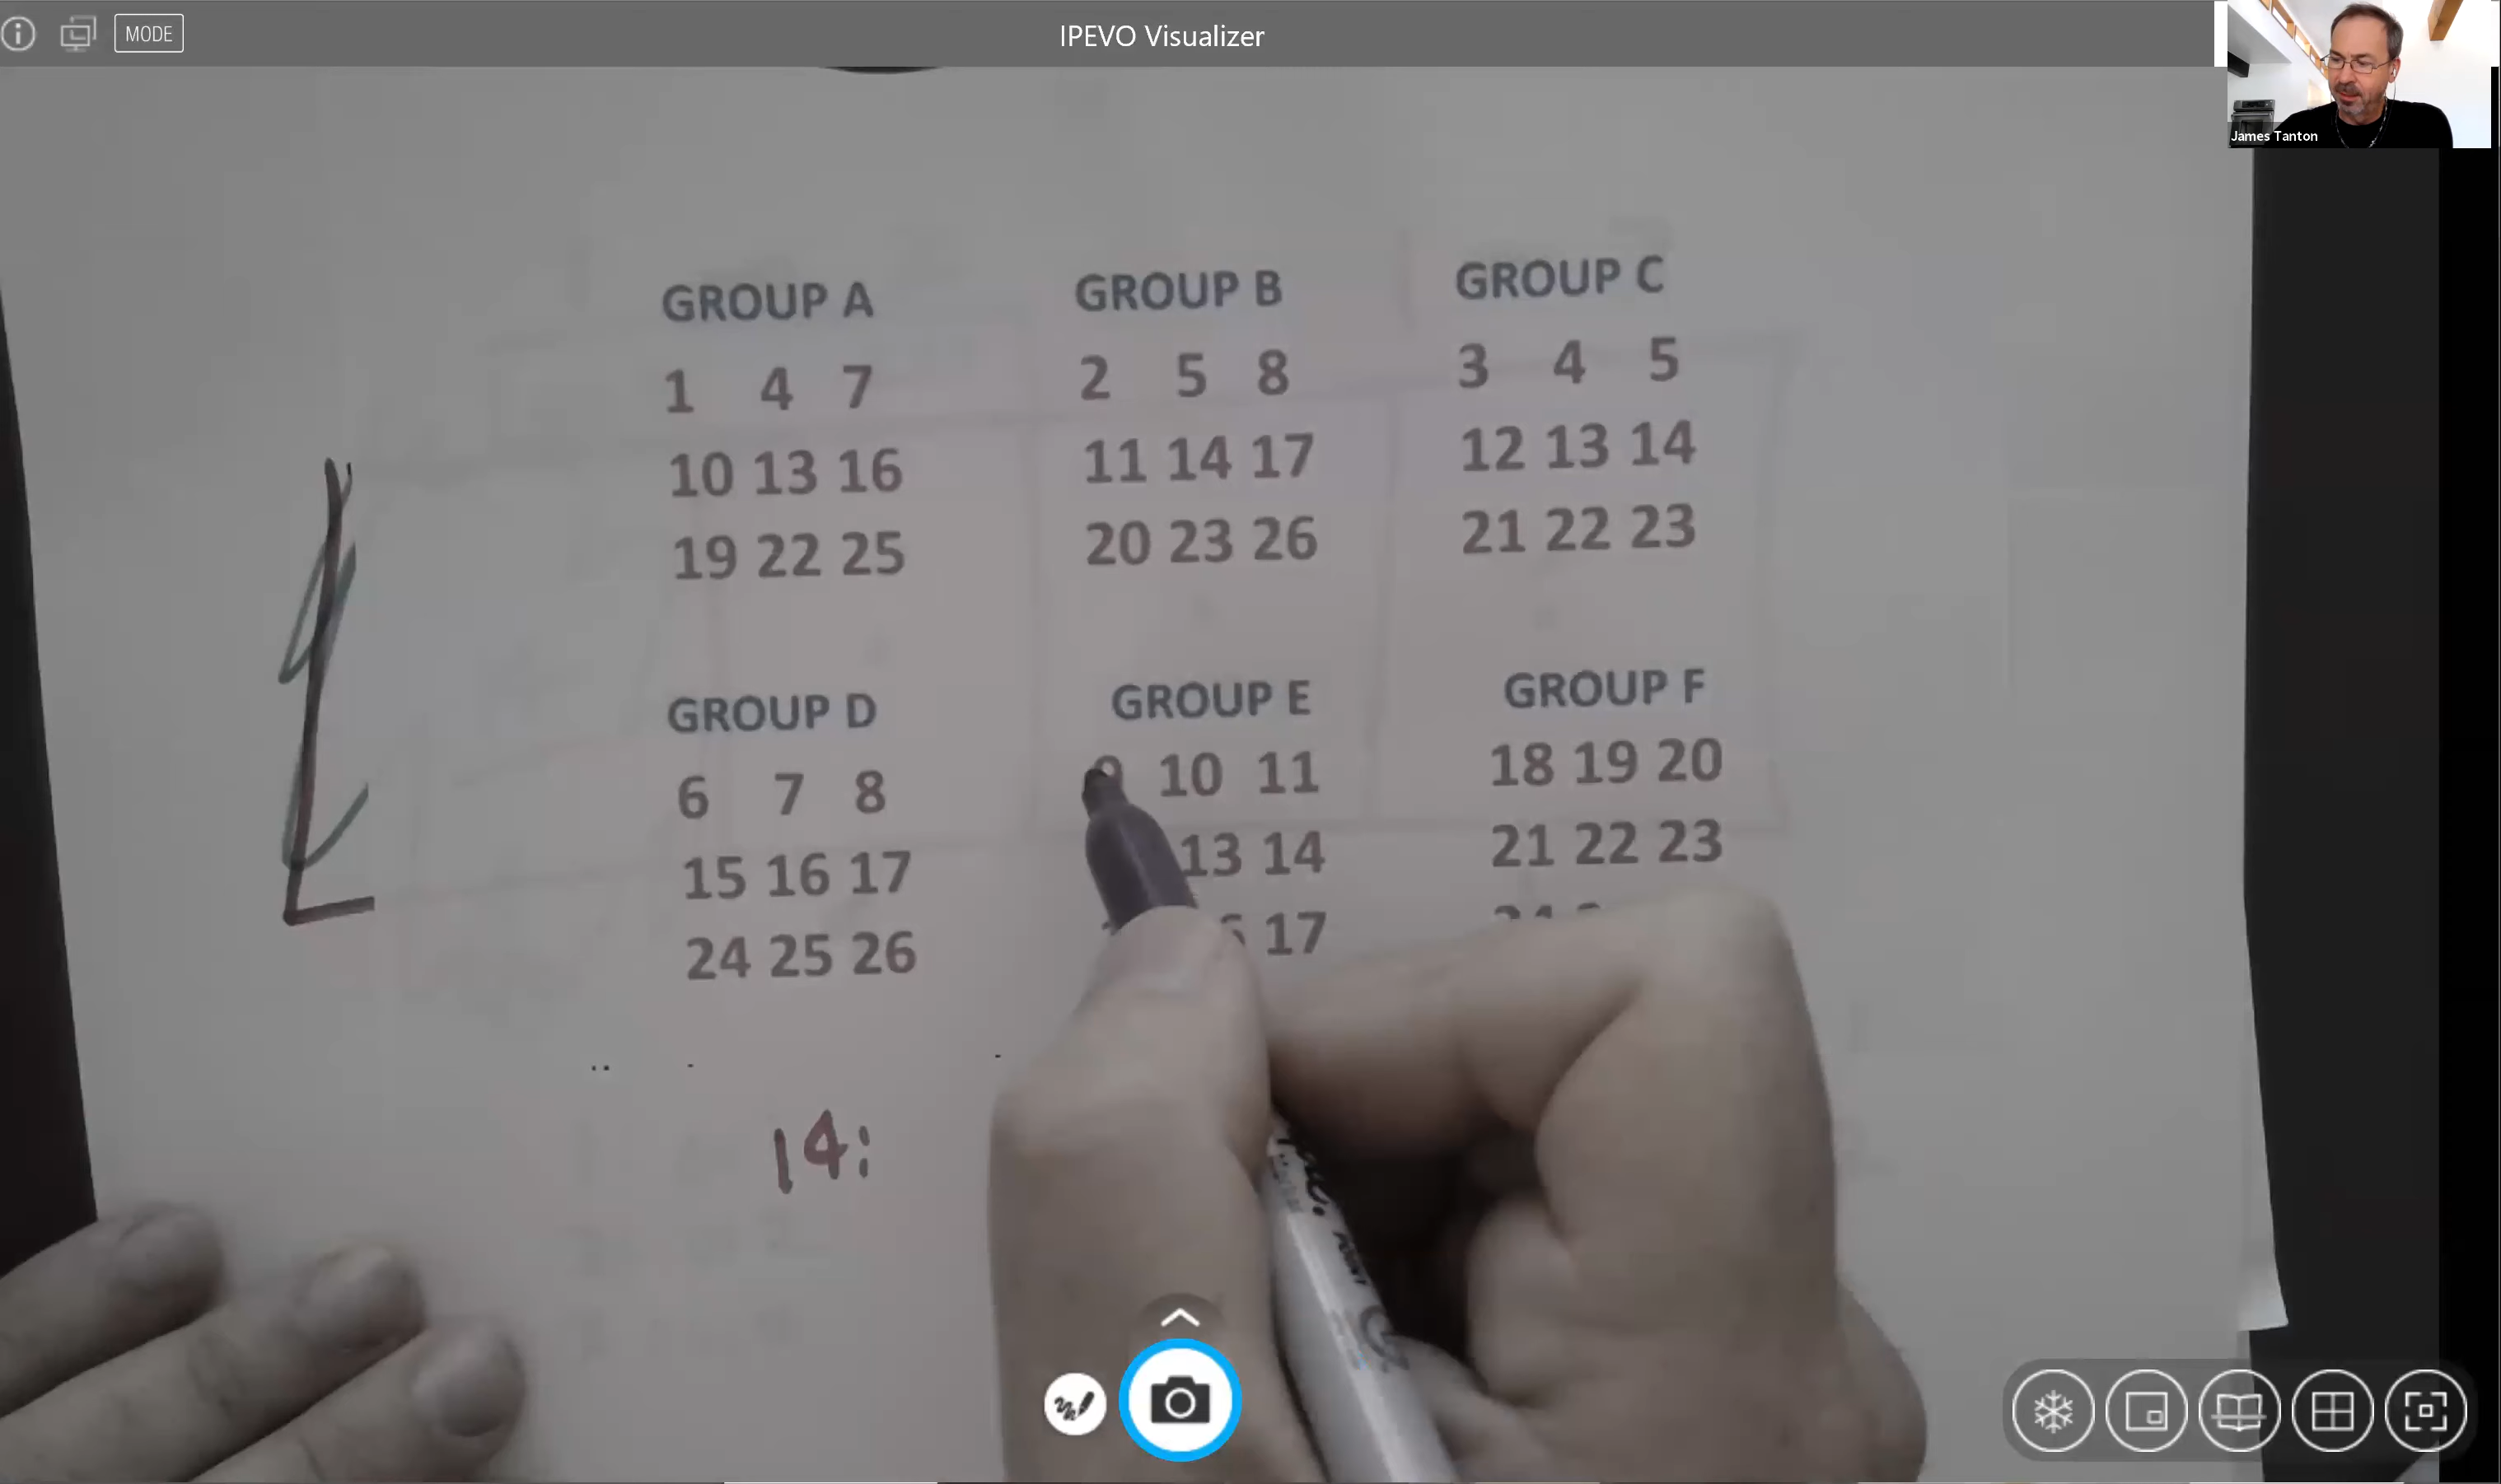 MODE
IPEVO Visualizer
James Tanton
GROUP A
1 4 7
10 13 16
19 22 25
GROUP B
2 5 8
11 14 17
20 23 26
GROUP C
3 4 5
12 13 14
21 22 23
GROUP D
6 7 8
15 16 17
24 25 26
GROUP E
9 10 11
13 14
17
GROUP F
18 19 20
21 22 23
14: